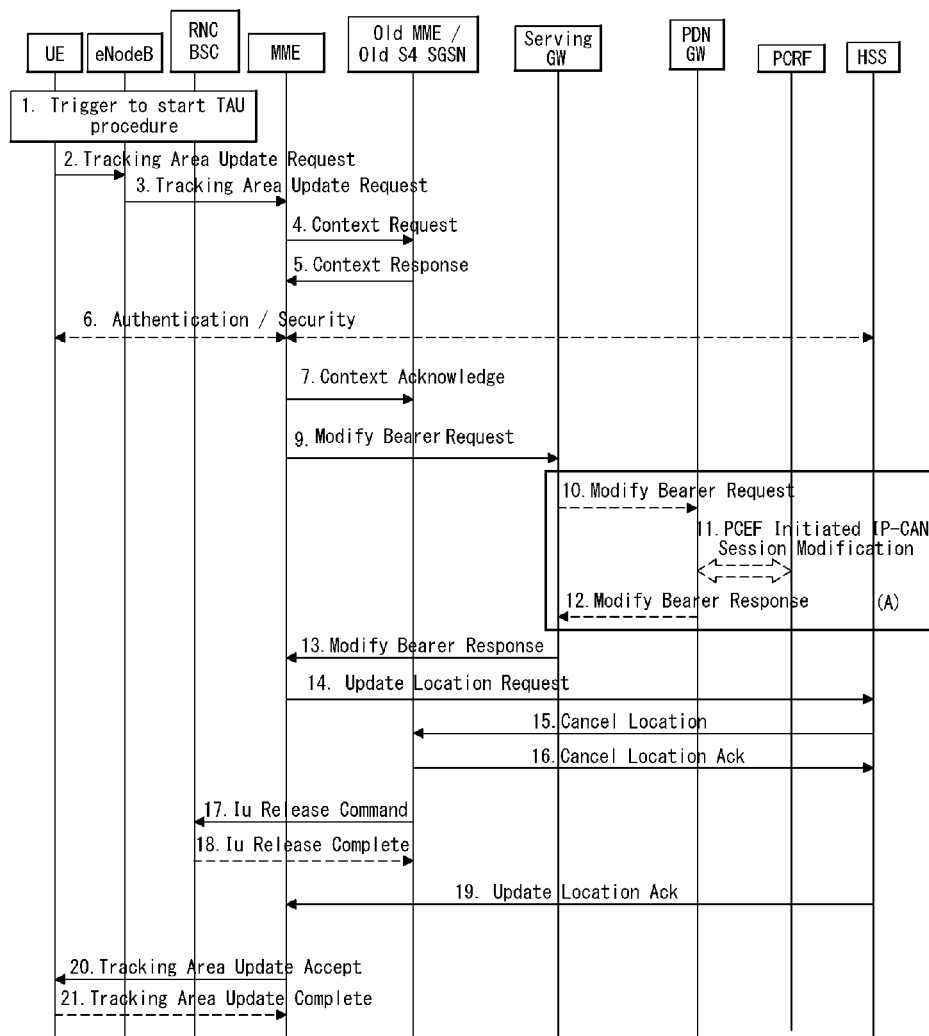 UE
eNodeB
RNC
BSC
MME
Old MME /
Old S4 SGSN
Serving
GW
PDN
GW
PCRF
HSS
1. Trigger to start TAU
procedure
2. Tracking Area Update Request
3. Tracking Area Update Request
4. Context Request
5. Context Response
6. Authentication / Security
7. Context Acknowledge
9. Modify Bearer Request
10. Modify Bearer Request
11. PCEF Initiated IP-CAN
Session Modification
12. Modify Bearer Response
(A)
13. Modify Bearer Response
14. Update Location Request
15. Cancel Location
16. Cancel Location Ack
17. Iu Release Command
18. Iu Release Complete
19. Update Location Ack
20. Tracking Area Update Accept
21. Tracking Area Update Complete